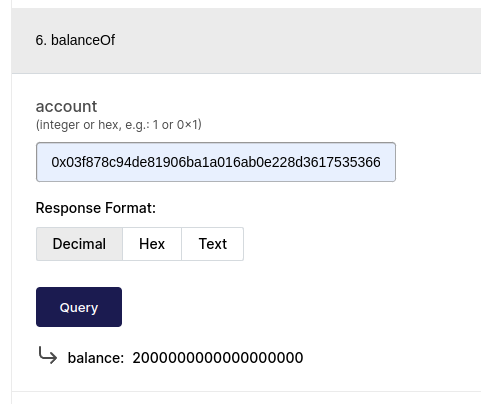 6. balanceOf
account
(integer or hex, e.g.: 1 or 0×1)
0x03f878c94de81906ba1a016ab0e228d3617535366
Response Format:
Decimal Hex Text
Query
balance: 2000000000000000000